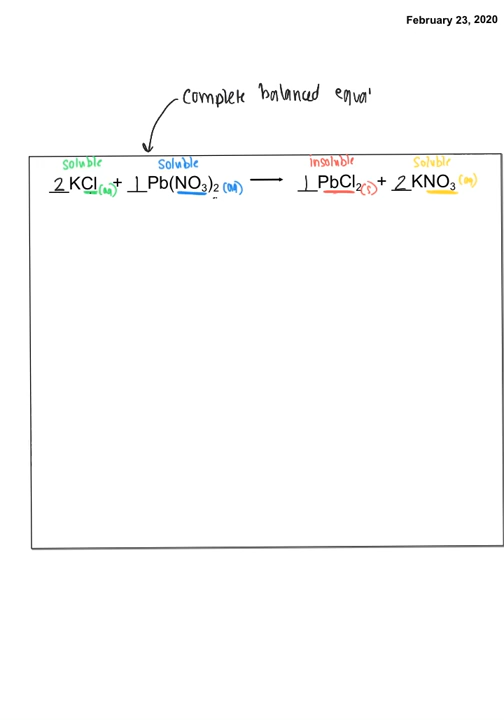 February 23, 2020
Complete balanced equa
soluble soluble insoluble soluble
2 KCl(aq) + 1 Pb(NO3)2 (aq) → 1 PbCl2(s) + 2 KNO3 (aq)